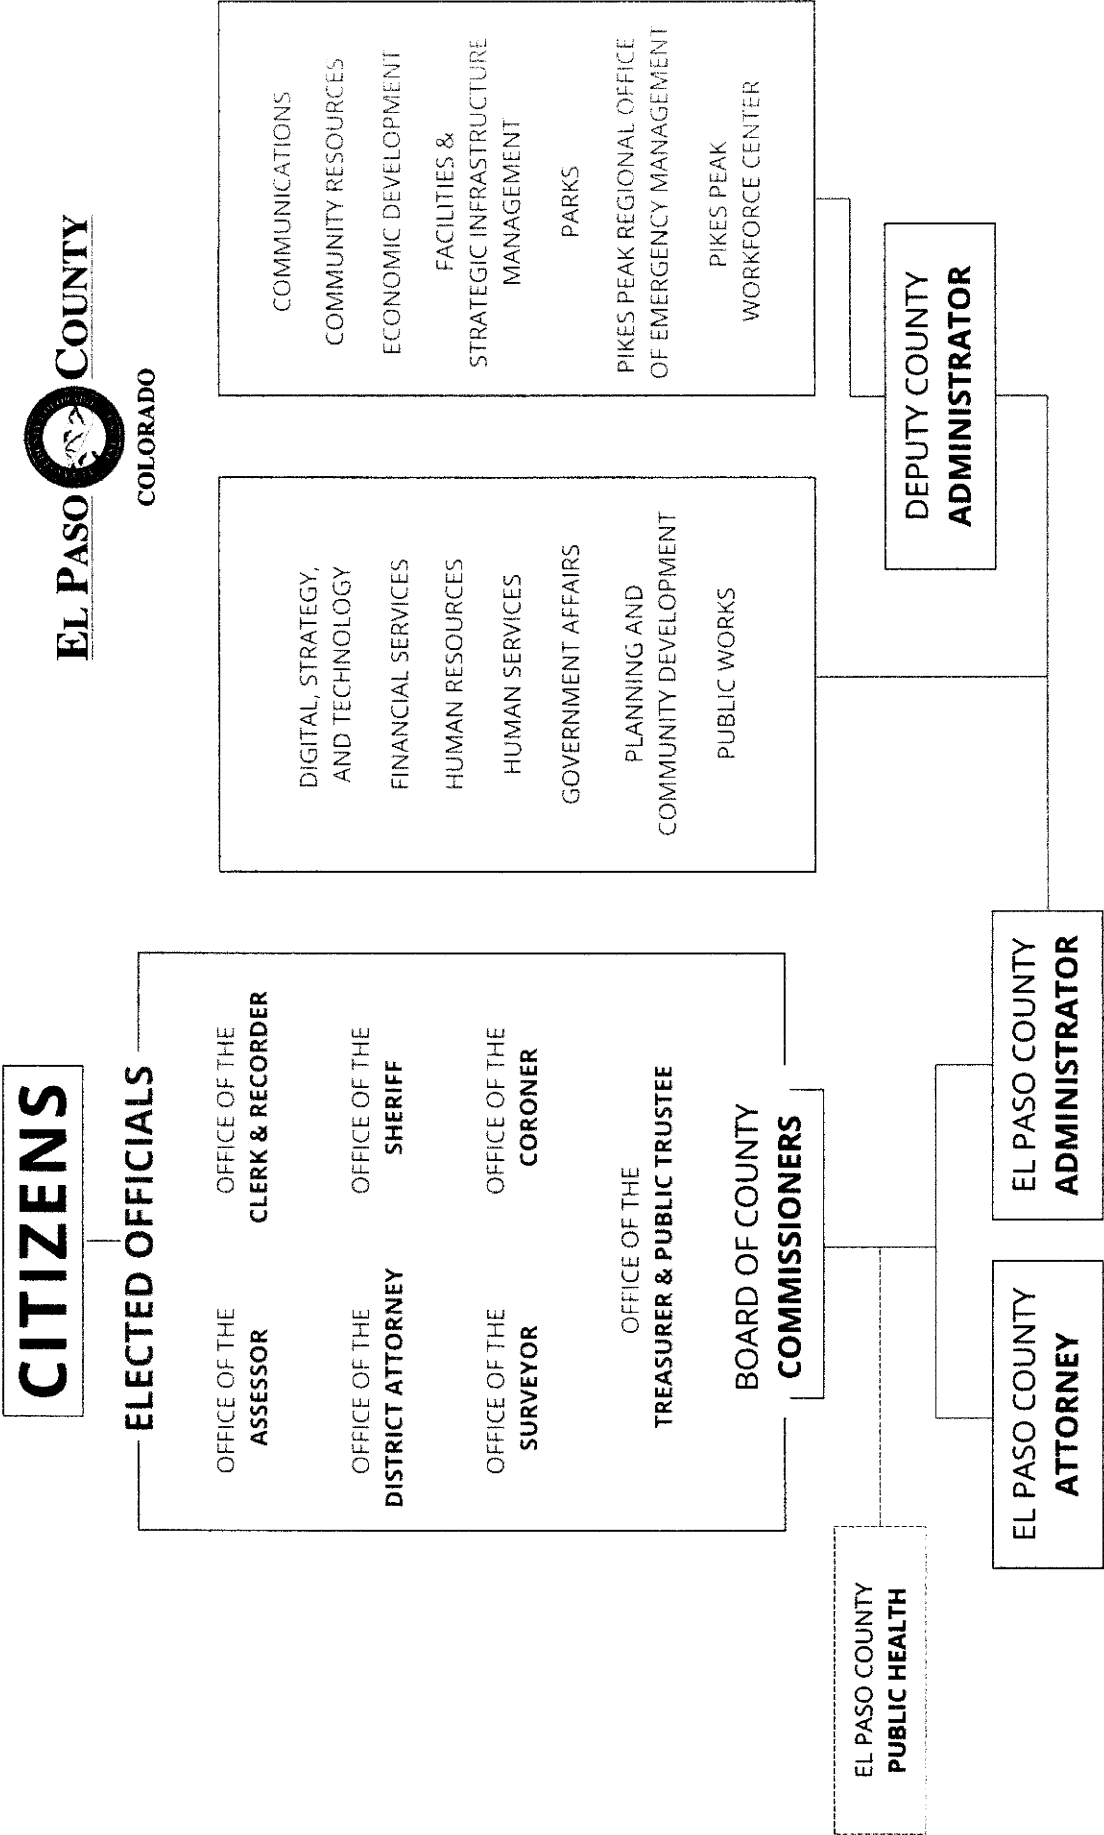 CITIZENS
EL PASO COUNTY
COLORADO
ELECTED OFFICIALS
OFFICE OF THE
ASSESSOR
OFFICE OF THE
CLERK & RECORDER
OFFICE OF THE
DISTRICT ATTORNEY
OFFICE OF THE
SHERIFF
OFFICE OF THE
SURVEYOR
OFFICE OF THE
CORONER
OFFICE OF THE
TREASURER & PUBLIC TRUSTEE
BOARD OF COUNTY
COMMISSIONERS
EL PASO COUNTY
PUBLIC HEALTH
EL PASO COUNTY
ATTORNEY
EL PASO COUNTY
ADMINISTRATOR
DIGITAL, STRATEGY,
AND TECHNOLOGY
FINANCIAL SERVICES
HUMAN RESOURCES
HUMAN SERVICES
GOVERNMENT AFFAIRS
PLANNING AND
COMMUNITY DEVELOPMENT
PUBLIC WORKS
COMMUNICATIONS
COMMUNITY RESOURCES
ECONOMIC DEVELOPMENT
FACILITIES &
STRATEGIC INFRASTRUCTURE
MANAGEMENT
PARKS
PIKES PEAK REGIONAL OFFICE
OF EMERGENCY MANAGEMENT
PIKES PEAK
WORKFORCE CENTER
DEPUTY COUNTY
ADMINISTRATOR